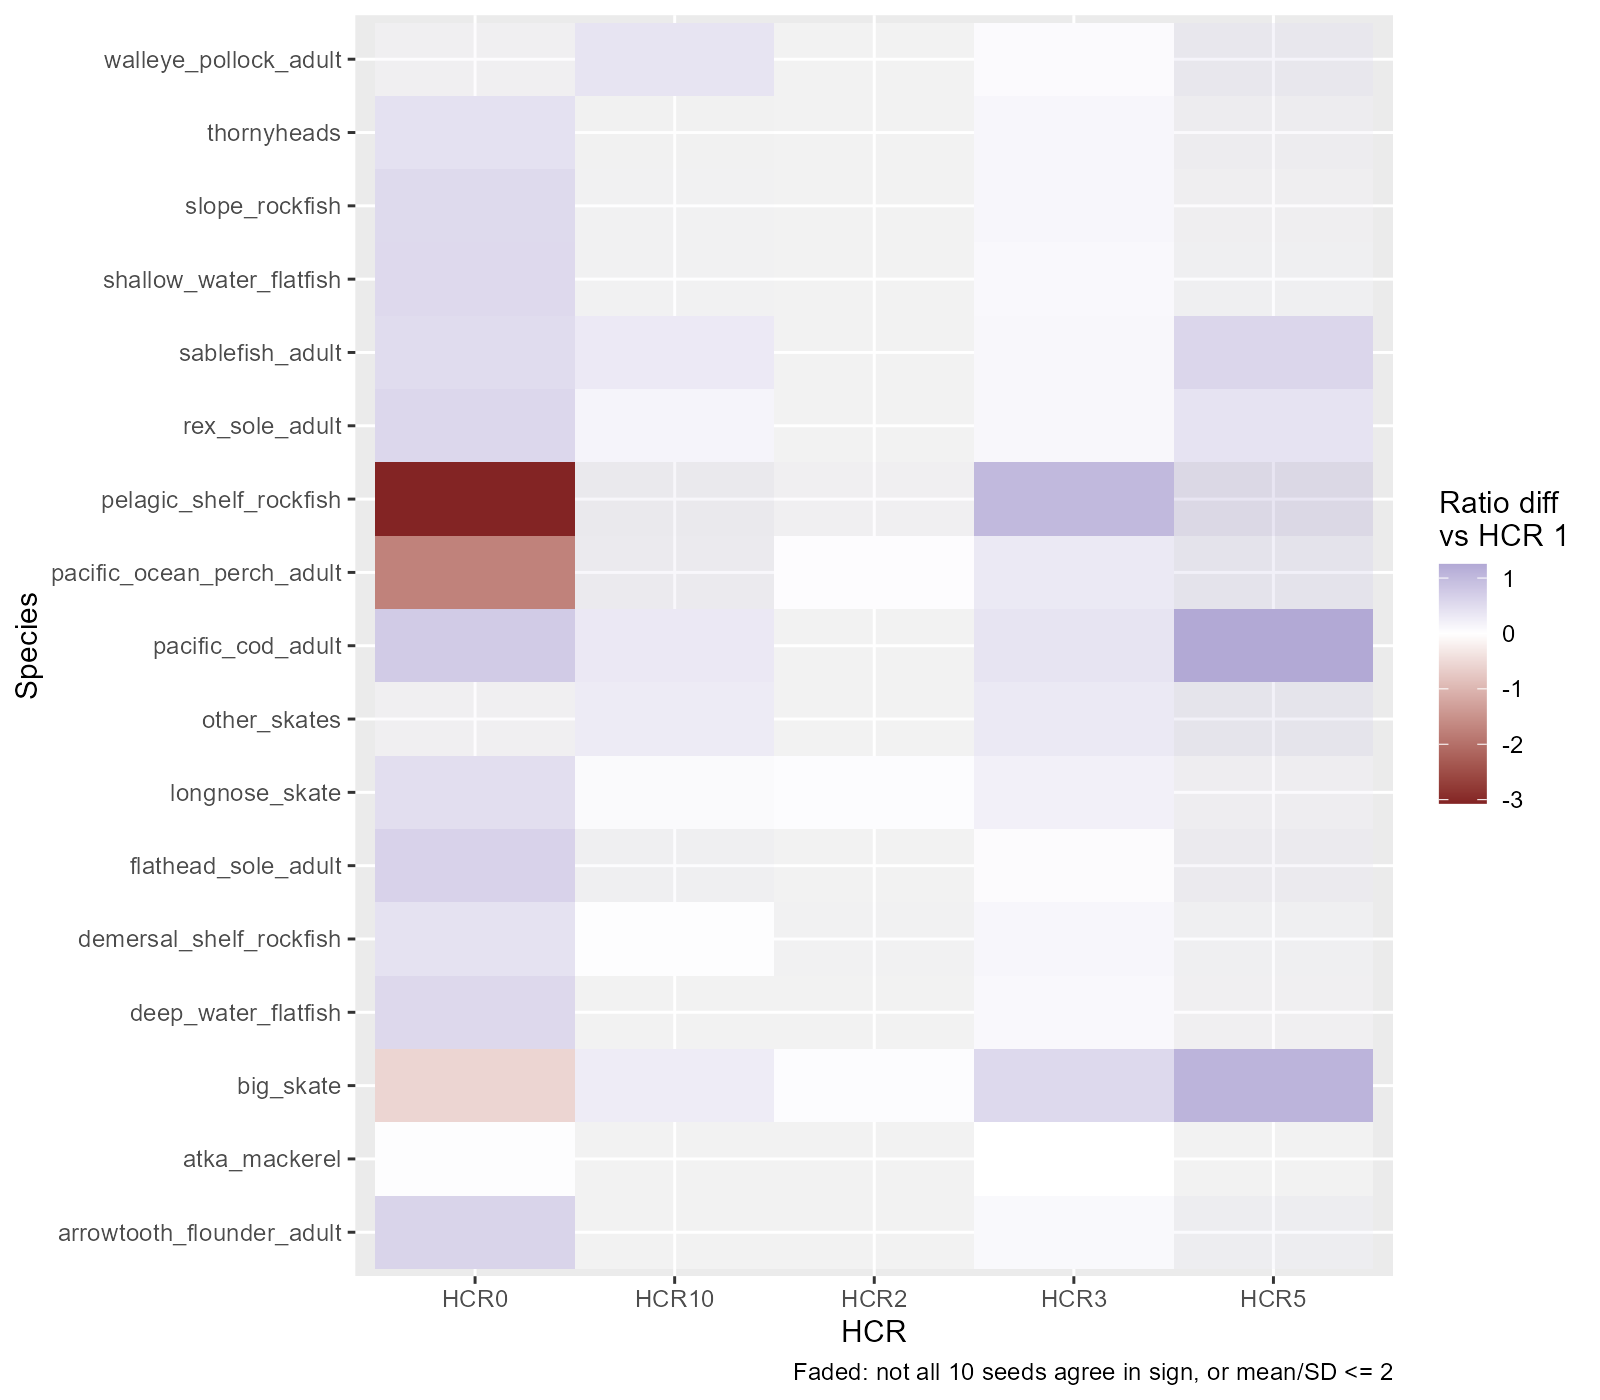 walleye_pollock_adult
thornyheads
slope_rockfish
shallow_water_flatfish
sablefish_adult
rex_sole_adult
pelagic_shelf_rockfish
pacific_ocean_perch_adult
pacific_cod_adult
other_skates
longnose_skate
flathead_sole_adult
demersal_shelf_rockfish
deep_water_flatfish
big_skate
atka_mackerel
arrowtooth_flounder_adult
Species
HCR0 HCR10 HCR2 HCR3 HCR5
HCR
Ratio diff
vs HCR 1
1
0
-1
-2
-3
Faded: not all 10 seeds agree in sign, or mean/SD <= 2